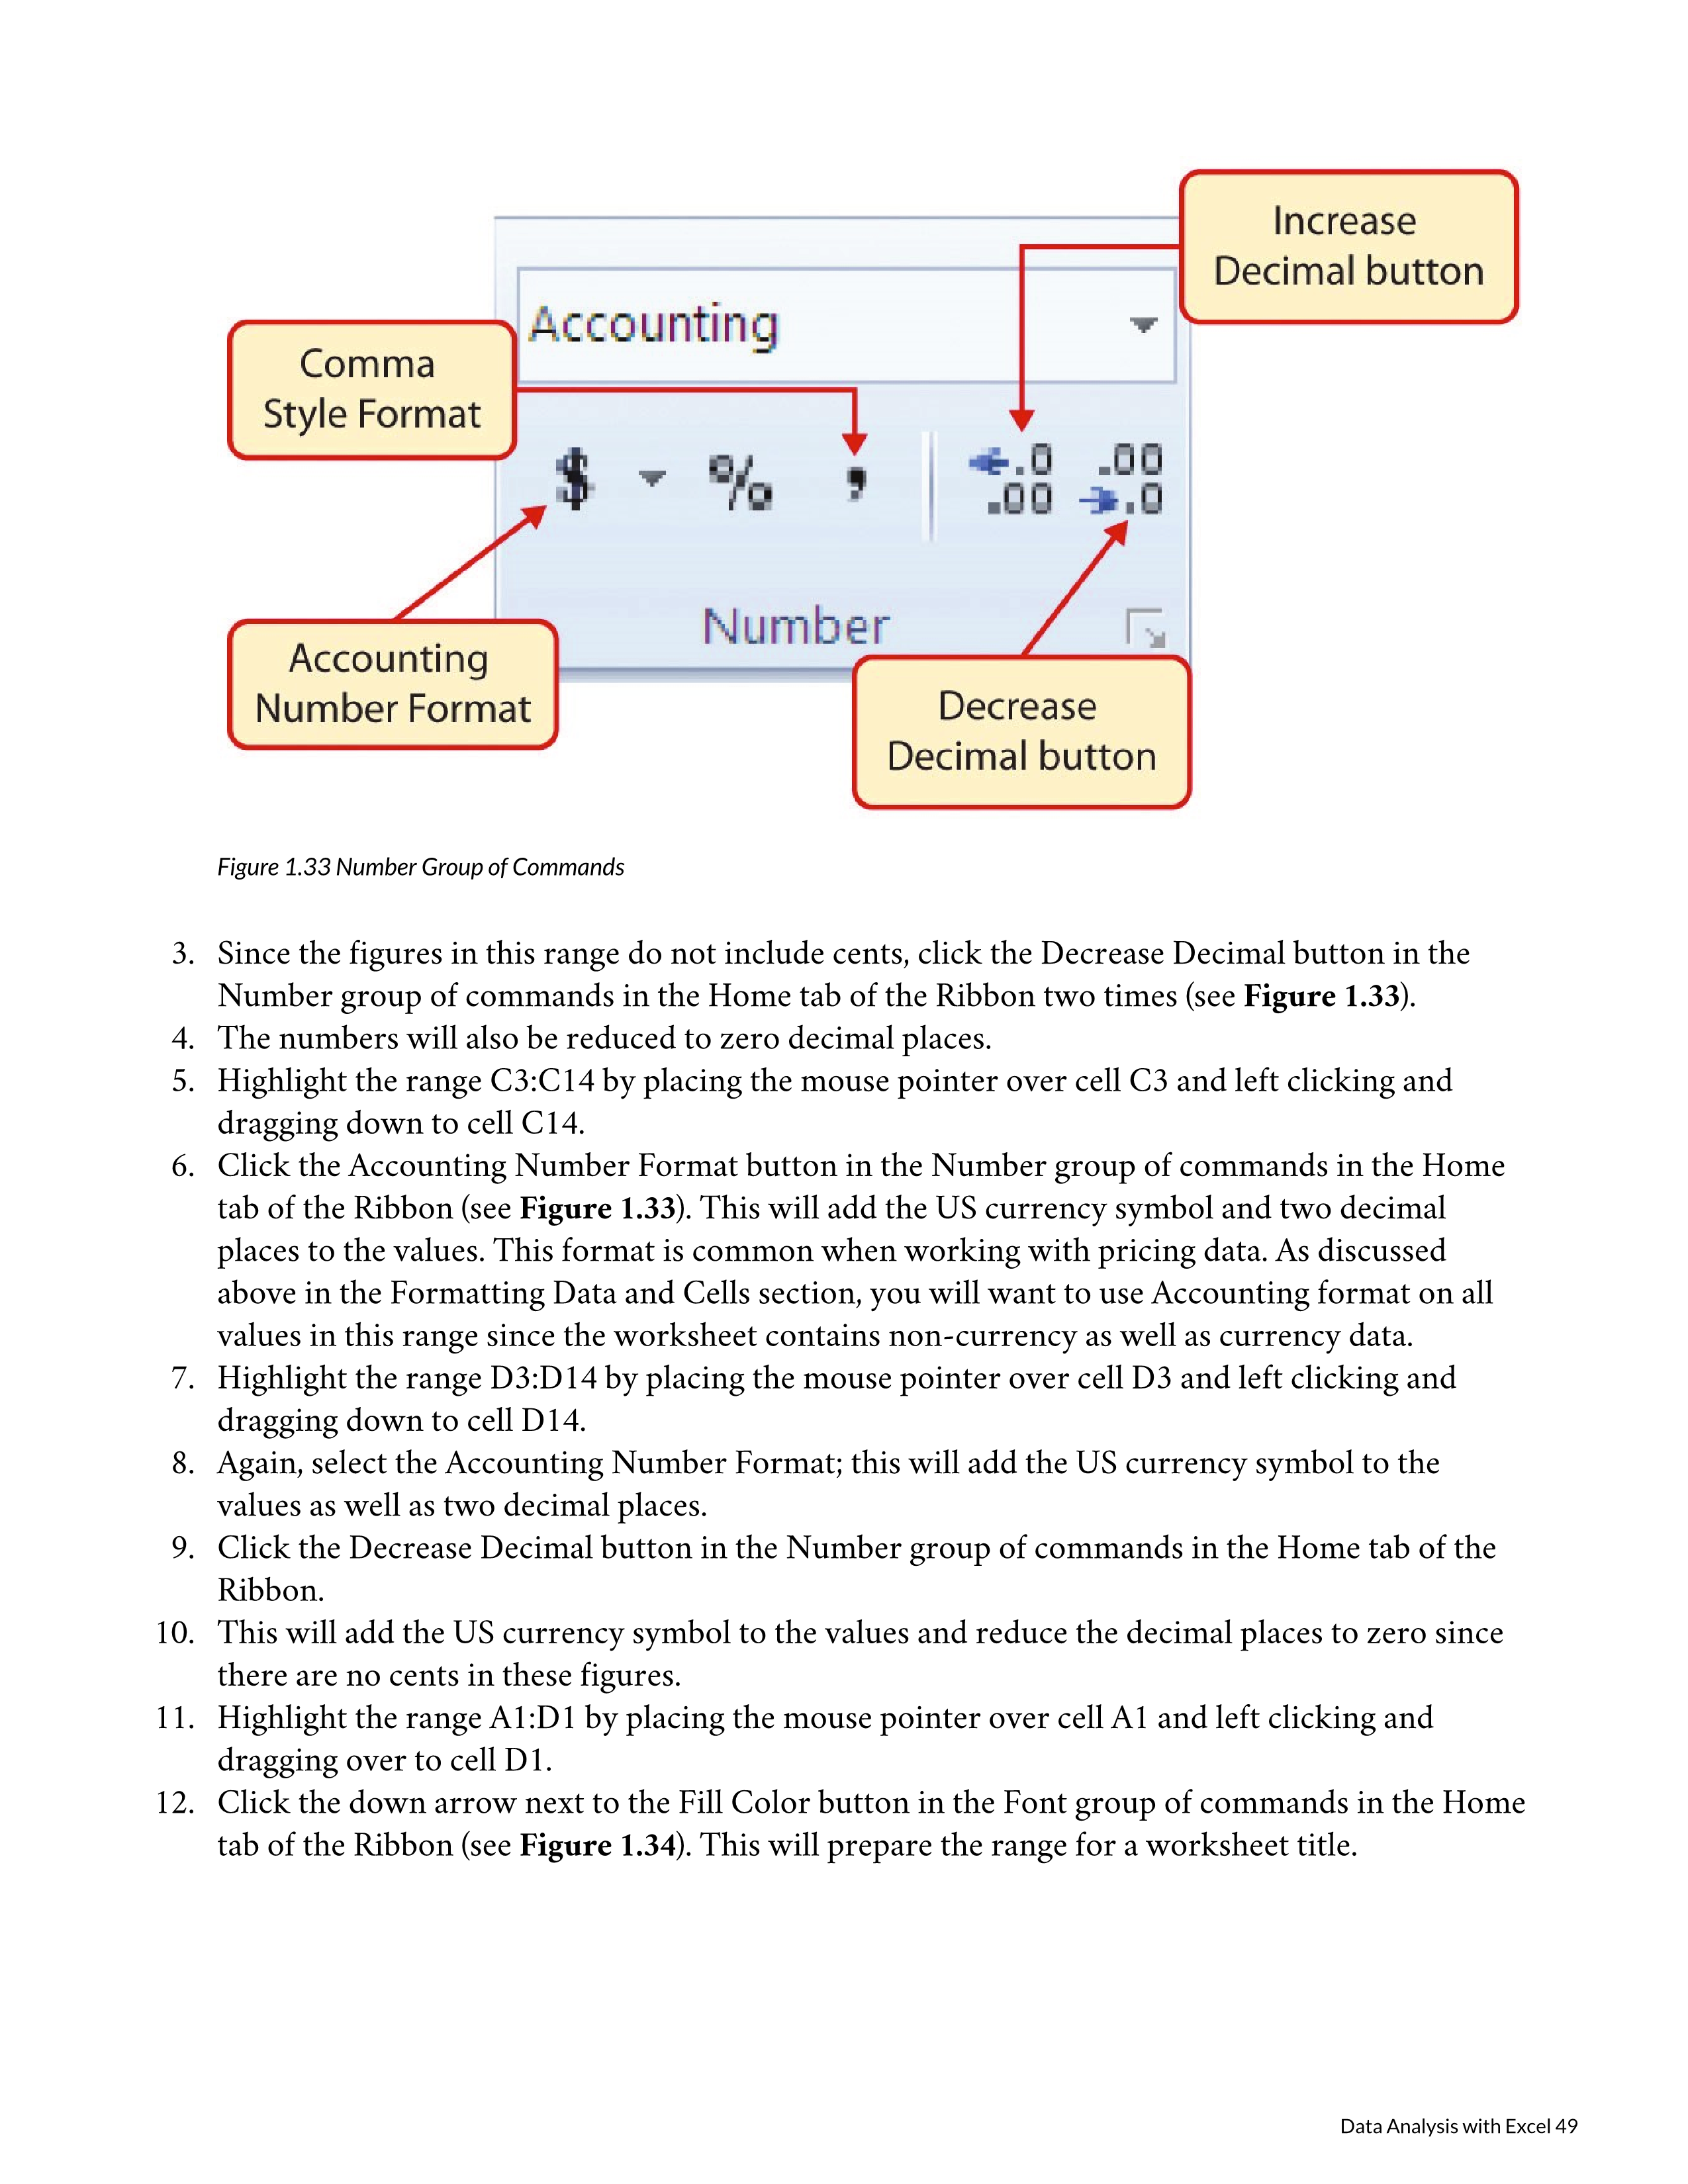 Increase
Decimal button
Accounting
Comma
Style Format
$ % , .0 .00
.00 .0
Number
Accounting
Number Format
Decrease
Decimal button
Figure 1.33 Number Group of Commands
3. Since the figures in this range do not include cents, click the Decrease Decimal button in the
Number group of commands in the Home tab of the Ribbon two times (see Figure 1.33).
4. The numbers will also be reduced to zero decimal places.
5. Highlight the range C3:C14 by placing the mouse pointer over cell C3 and left clicking and
dragging down to cell C14.
6. Click the Accounting Number Format button in the Number group of commands in the Home
tab of the Ribbon (see Figure 1.33). This will add the US currency symbol and two decimal
places to the values. This format is common when working with pricing data. As discussed
above in the Formatting Data and Cells section, you will want to use Accounting format on all
values in this range since the worksheet contains non-currency as well as currency data.
7. Highlight the range D3:D14 by placing the mouse pointer over cell D3 and left clicking and
dragging down to cell D14.
8. Again, select the Accounting Number Format; this will add the US currency symbol to the
values as well as two decimal places.
9. Click the Decrease Decimal button in the Number group of commands in the Home tab of the
Ribbon.
10. This will add the US currency symbol to the values and reduce the decimal places to zero since
there are no cents in these figures.
11. Highlight the range A1:D1 by placing the mouse pointer over cell A1 and left clicking and
dragging over to cell D1.
12. Click the down arrow next to the Fill Color button in the Font group of commands in the Home
tab of the Ribbon (see Figure 1.34). This will prepare the range for a worksheet title.
Data Analysis with Excel 49